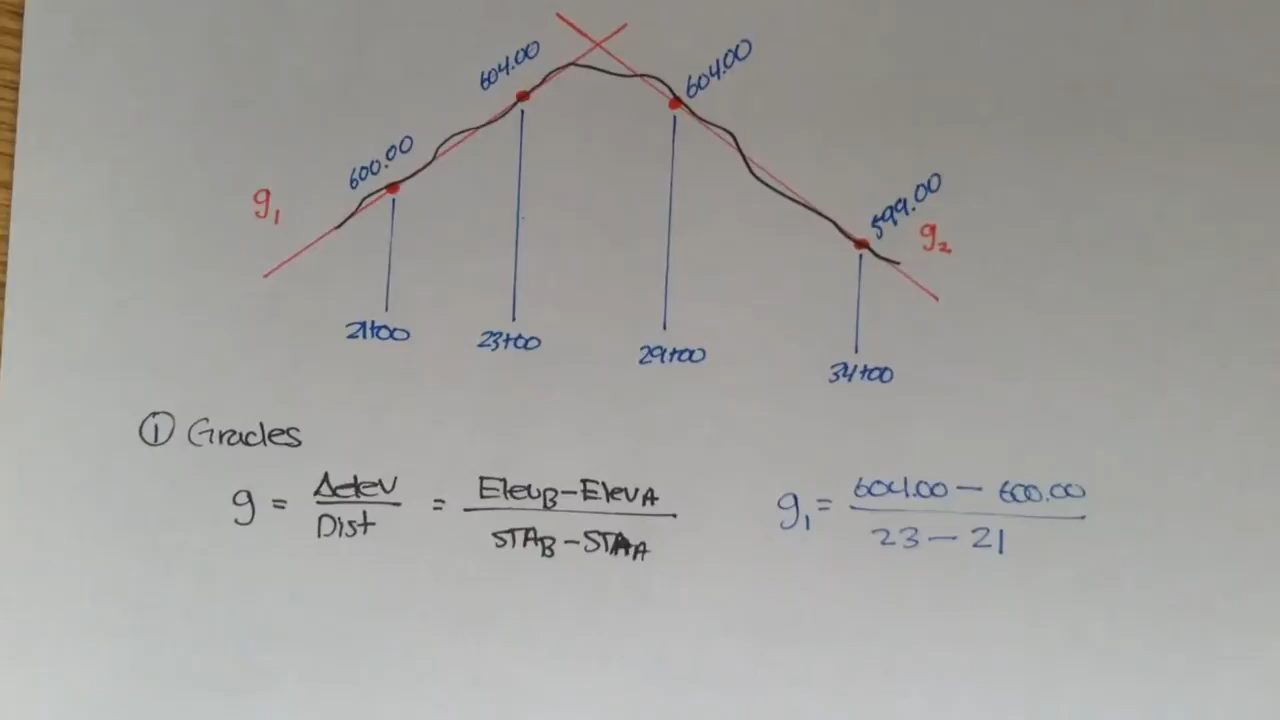 604.00
604.00
600.00
599.00
g₁
g₂
21+00
23+00
29+00
34+00
① Grades
g = Δelev / Dist = ElevB - ElevA / STAB - STAA
g₁ = 604.00 - 600.00 / 23 - 21